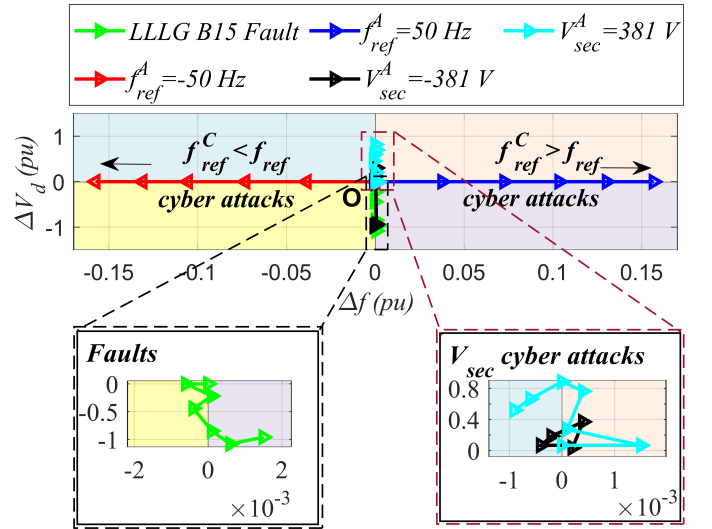 LLLG B15 Fault f^A_ref=50 Hz V^A_sec=381 V
f^A_ref=-50 Hz V^A_sec=-381 V
1
0
-1
ΔV_d (pu)
f^C_ref < f_ref f^C_ref > f_ref
cyber attacks O cyber attacks
-0.15 -0.1 -0.05 0 0.05 0.1 0.15
Δf (pu)
Faults
0
-0.5
-1
-2 0 2
×10^-3
V_sec cyber attacks
0.8
0.4
0
-1 0 1
×10^-3